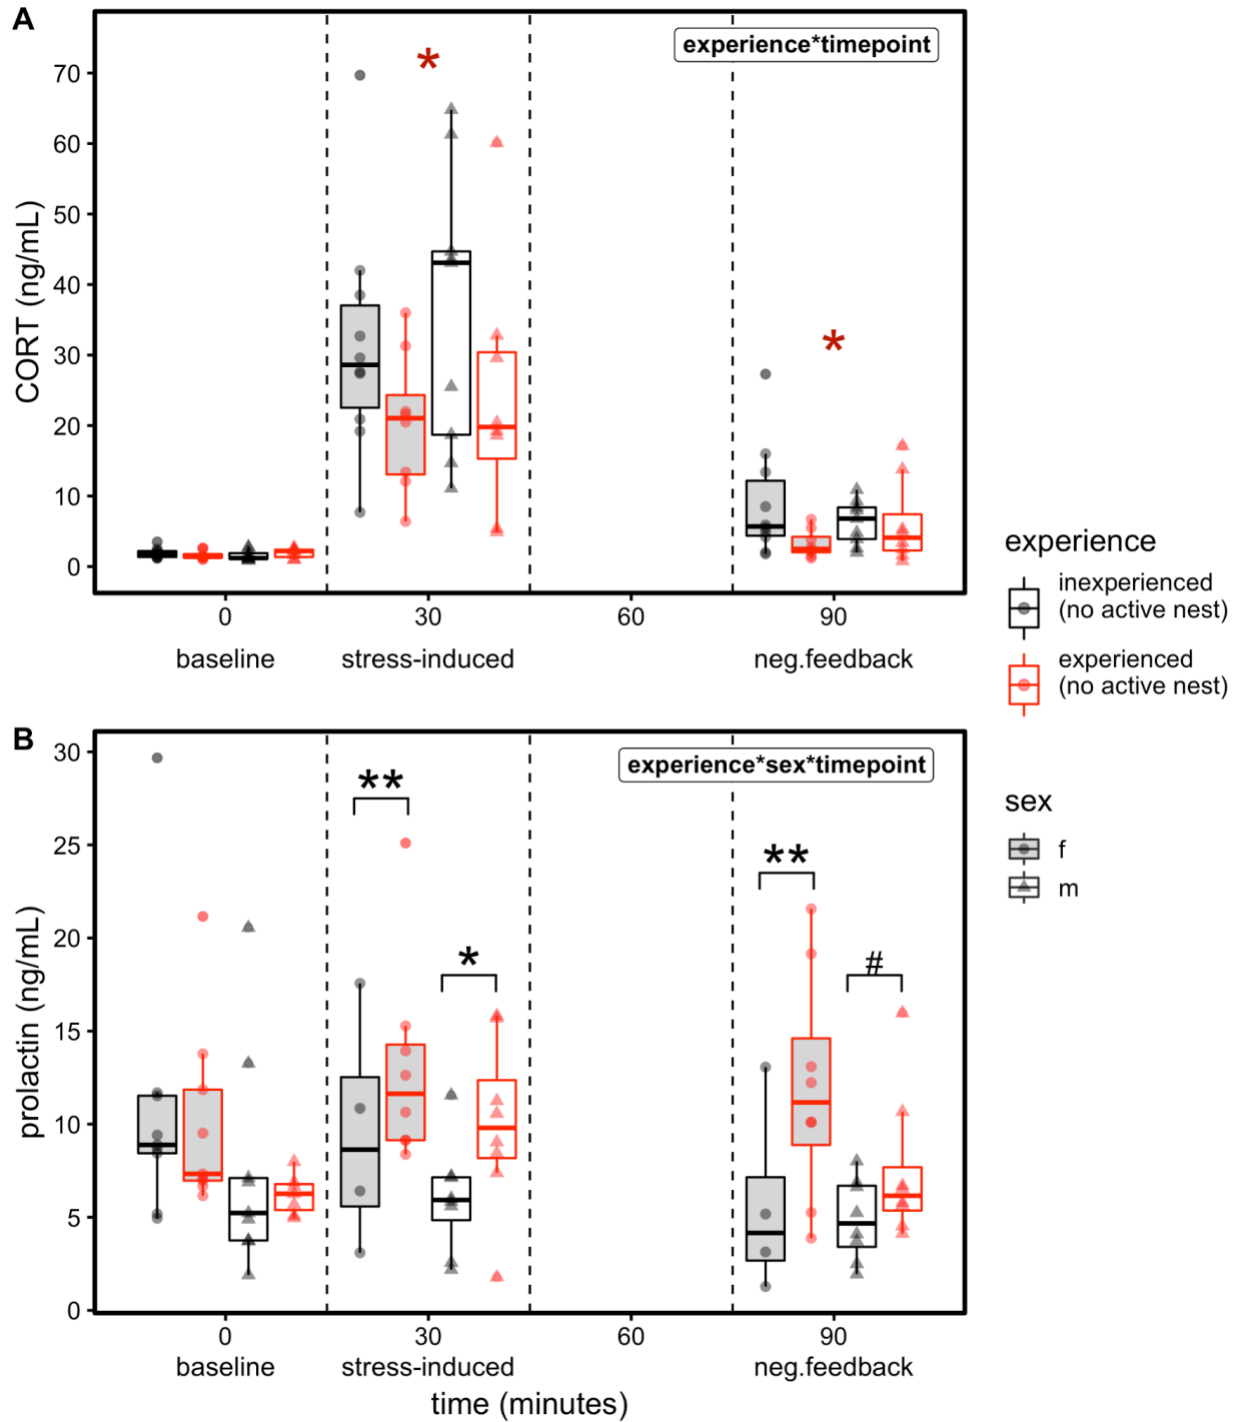 A
experience*timepoint
*
*
CORT (ng/mL)
70
60
50
40
30
20
10
0
0
30
60
90
baseline
stress-induced
neg.feedback
experience
inexperienced
(no active nest)
experienced
(no active nest)
sex
f
m
B
experience*sex*timepoint
**
*
**
#
prolactin (ng/mL)
30
25
20
15
10
5
0
0
30
60
90
baseline
stress-induced
neg.feedback
time (minutes)